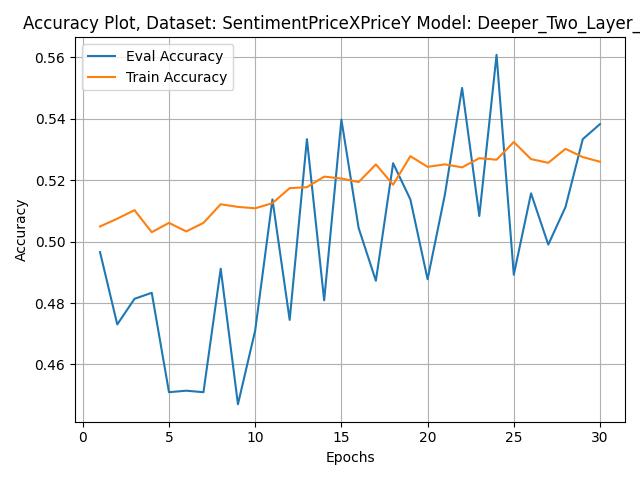 Accuracy Plot, Dataset: SentimentPriceXPriceY Model: Deeper_Two_Layer_
Eval Accuracy
Train Accuracy
0.56
0.54
0.52
0.50
0.48
0.46
Accuracy
0 5 10 15 20 25 30
Epochs